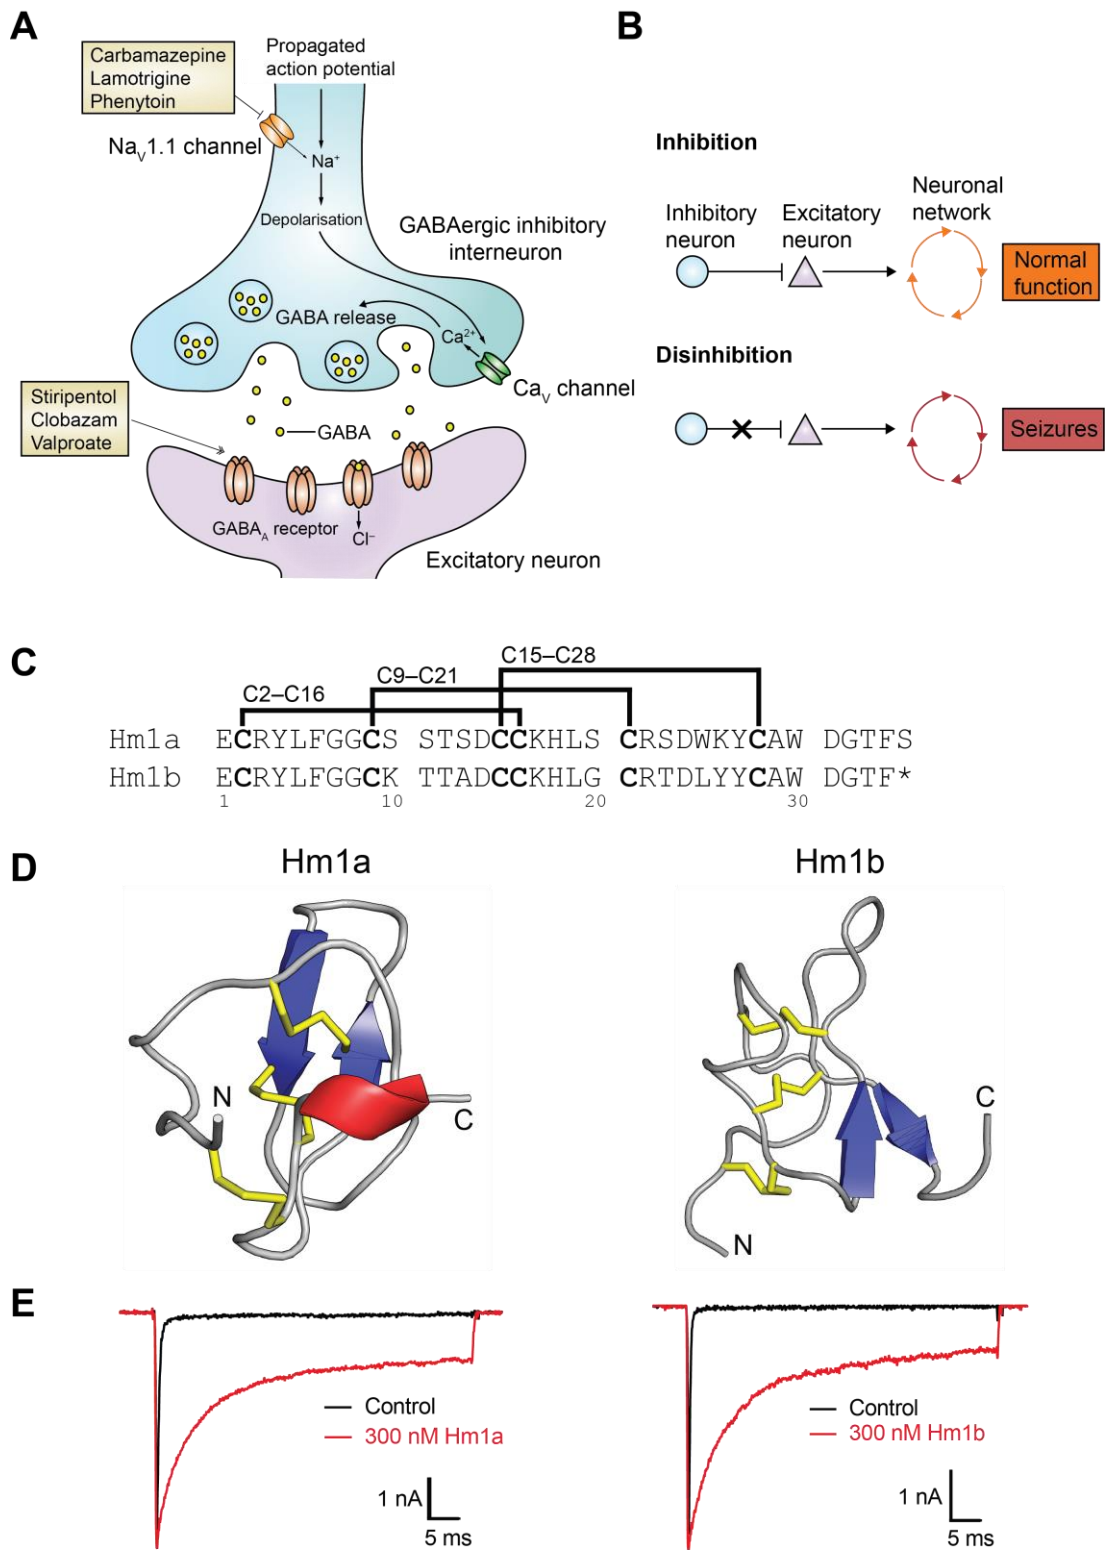 A
Carbamazepine
Lamotrigine
Phenytoin
Propagated
action potential
NaV1.1 channel
Na+
Depolarisation
GABAergic inhibitory
interneuron
GABA release
Ca2+
CaV channel
Stiripentol
Clobazam
Valproate
GABA
GABAA receptor
Cl–
Excitatory neuron
B
Inhibition
Inhibitory
neuron
Excitatory
neuron
Neuronal
network
Normal
function
Disinhibition
Seizures
C
C15–C28
C9–C21
C2–C16
Hm1a ECRYLFGGCS STSDCCKHLS CRSDWKYCAW DGTFS
Hm1b ECRYLFGGCK TTADCCKHLG CRTDLYYCAW DGTF*
1 10 20 30
D
Hm1a
Hm1b
N
C
N
C
E
Control
300 nM Hm1a
1 nA
5 ms
Control
300 nM Hm1b
1 nA
5 ms